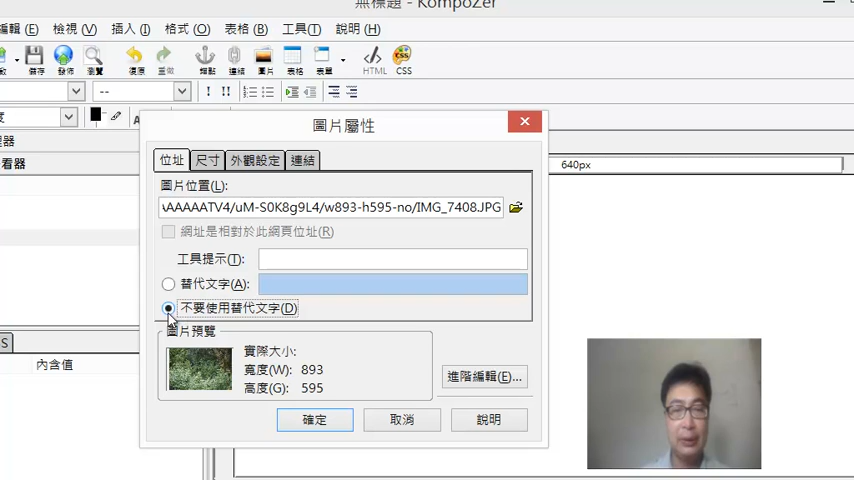 無標題 - KompoZer
編輯 (E) 檢視 (V) 插入 (I) 格式 (O) 表格 (B) 工具(T) 說明 (H)
儲存 發佈 瀏覽 復原 重做 錨點 連結 圖片 表格 表單 HTML CSS
--
! !!
度
圖片屬性
理器
看器
640px
位址 尺寸 外觀設定 連結
圖片位置(L):
\AAAAATV4/uM-S0K8g9L4/w893-h595-no/IMG_7408.JPG
網址是相對於此網頁位址(R)
工具提示(T):
替代文字(A):
不要使用替代文字(D)
圖片預覽
S
實際大小:
內含值
寬度(W): 893
進階編輯(E)...
高度(G): 595
確定 取消 說明